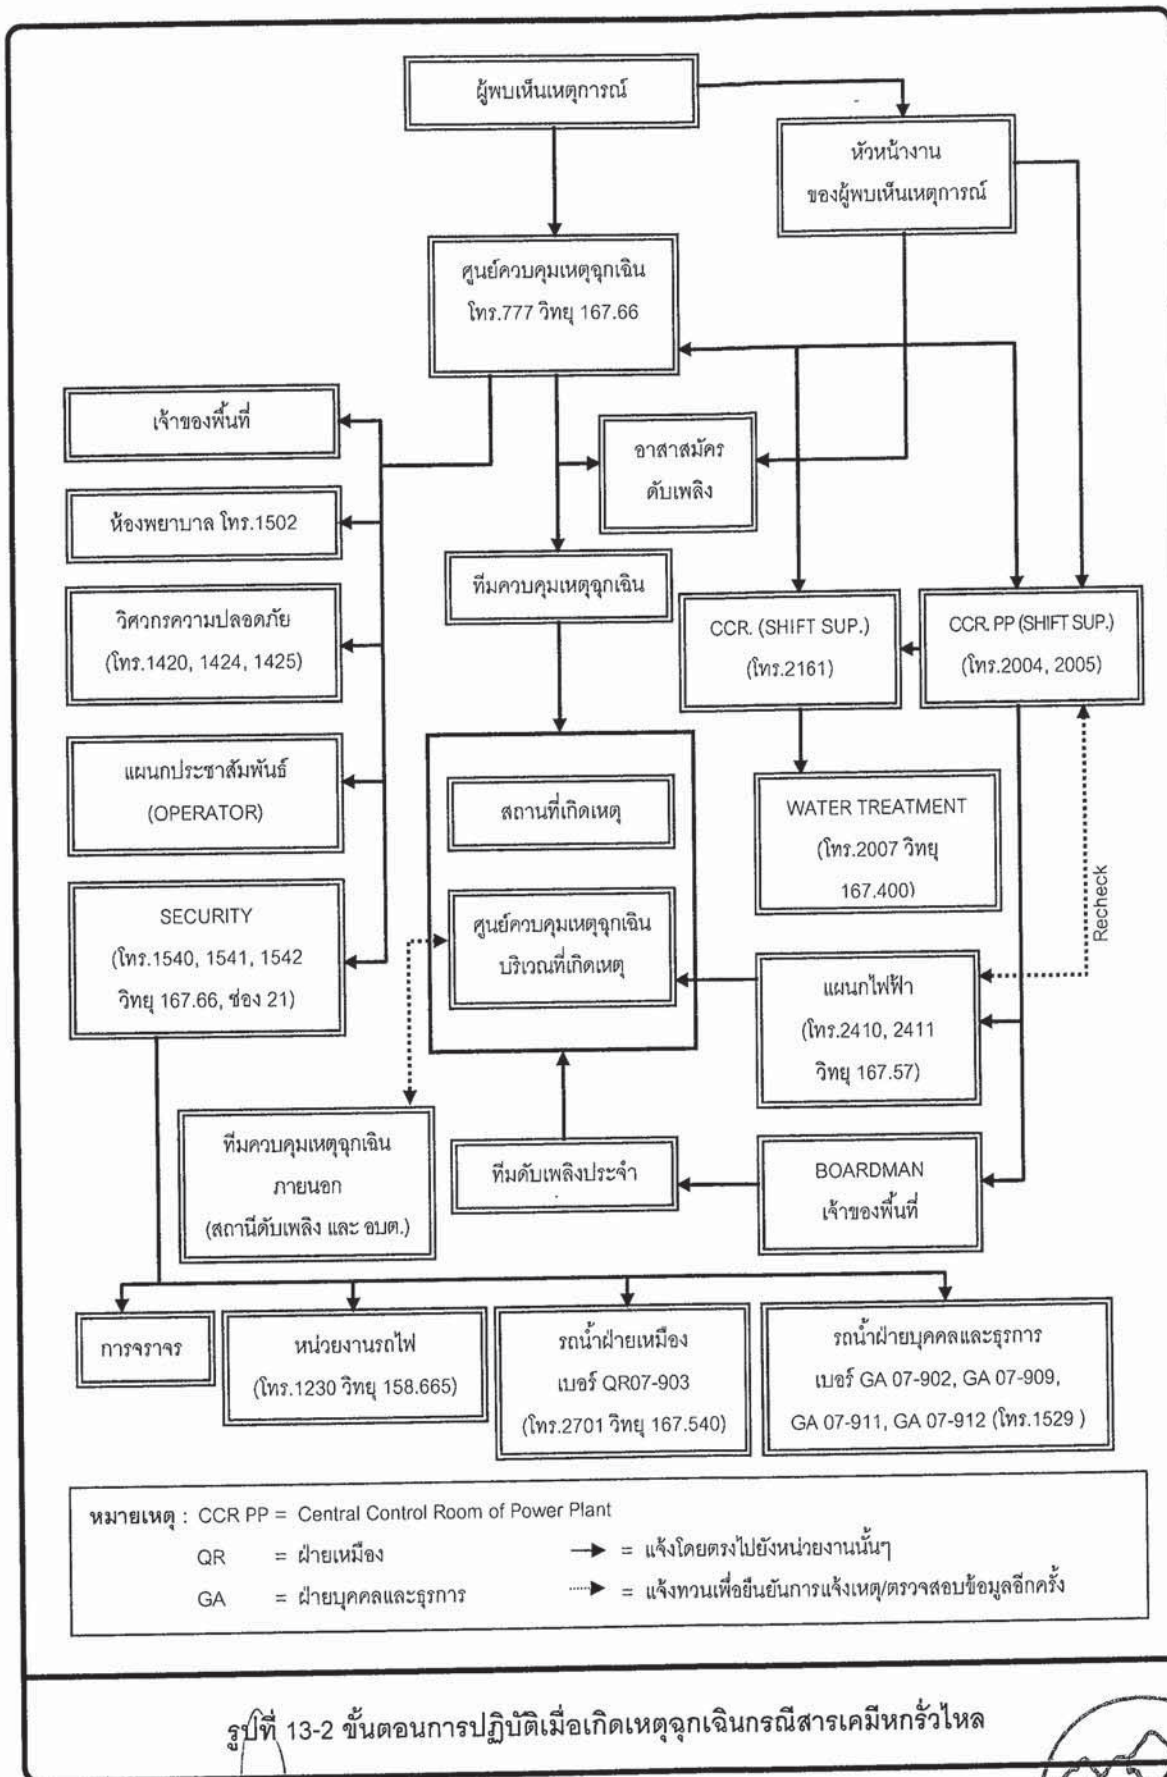 ผู้พบเห็นเหตุการณ์
หัวหน้างาน
ของผู้พบเห็นเหตุการณ์
ศูนย์ควบคุมเหตุฉุกเฉิน
โทร.777 วิทยุ 167.66
เจ้าของพื้นที่
อาสาสมัคร
ดับเพลิง
ห้องพยาบาล โทร.1502
ทีมควบคุมเหตุฉุกเฉิน
วิศวกรความปลอดภัย
(โทร.1420, 1424, 1425)
CCR. (SHIFT SUP.)
(โทร.2161)
CCR. PP (SHIFT SUP.)
(โทร.2004, 2005)
แผนกประชาสัมพันธ์
(OPERATOR)
สถานที่เกิดเหตุ
WATER TREATMENT
(โทร.2007 วิทยุ
167.400)
Recheck
SECURITY
(โทร.1540, 1541, 1542
วิทยุ 167.66, ช่อง 21)
ศูนย์ควบคุมเหตุฉุกเฉิน
บริเวณที่เกิดเหตุ
แผนกไฟฟ้า
(โทร.2410, 2411
วิทยุ 167.57)
ทีมควบคุมเหตุฉุกเฉิน
ภายนอก
(สถานีดับเพลิง และ อบต.)
ทีมดับเพลิงประจำ
BOARDMAN
เจ้าของพื้นที่
การจราจร
หน่วยงานรถไฟ
(โทร.1230 วิทยุ 158.665)
รถน้ำฝ่ายเหมือง
เบอร์ QR07-903
(โทร.2701 วิทยุ 167.540)
รถน้ำฝ่ายบุคคลและธุรการ
เบอร์ GA 07-902, GA 07-909,
GA 07-911, GA 07-912 (โทร.1529 )
หมายเหตุ : CCR PP = Central Control Room of Power Plant
QR = ฝ่ายเหมือง = แจ้งโดยตรงไปยังหน่วยงานนั้นๆ
GA = ฝ่ายบุคคลและธุรการ = แจ้งทวนเพื่อยืนยันการแจ้งเหตุ/ตรวจสอบข้อมูลอีกครั้ง
รูปที่ 13-2 ขั้นตอนการปฏิบัติเมื่อเกิดเหตุฉุกเฉินกรณีสารเคมีหกรั่วไหล